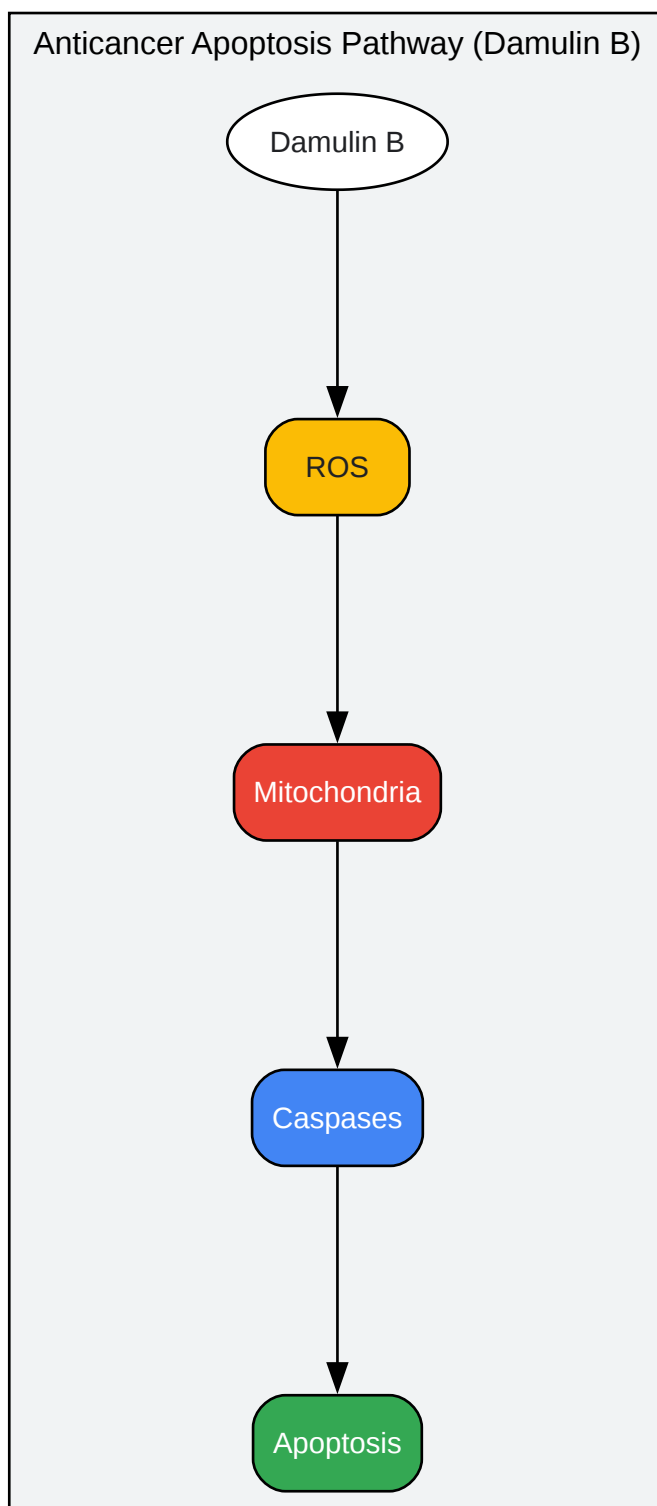 Anticancer Apoptosis Pathway (Damulin B)
Damulin B
ROS
Mitochondria
Caspases
Apoptosis